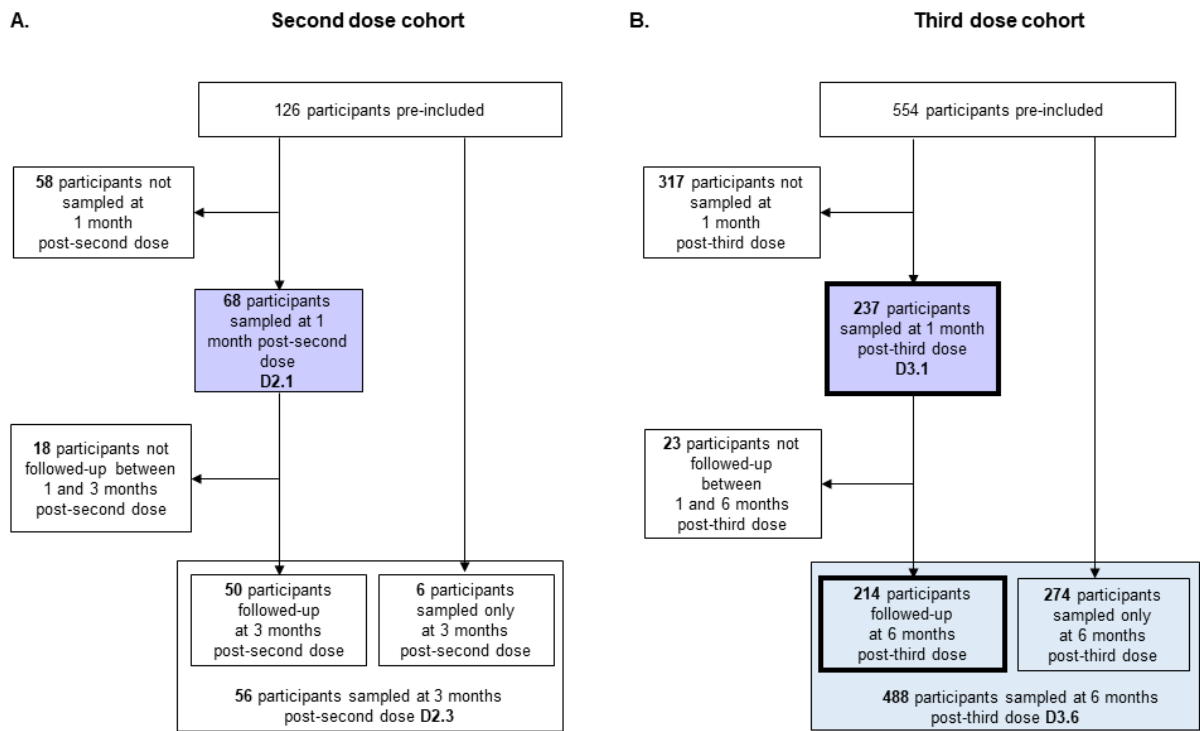 A.
Second dose cohort
126 participants pre-included
58 participants not
sampled at
1 month
post-second dose
68 participants
sampled at 1
month post-second
dose
D2.1
18 participants not
followed-up between
1 and 3 months
post-second dose
50 participants
followed-up
at 3 months
post-second dose
6 participants
sampled only
at 3 months
post-second dose
56 participants sampled at 3 months
post-second dose D2.3
B.
Third dose cohort
554 participants pre-included
317 participants not
sampled at
1 month
post-third dose
237 participants
sampled at 1 month
post-third dose
D3.1
23 participants not
followed-up
between
1 and 6 months
post-third dose
214 participants
followed-up
at 6 months
post-third dose
274 participants
sampled only
at 6 months
post-third dose
488 participants sampled at 6 months
post-third dose D3.6